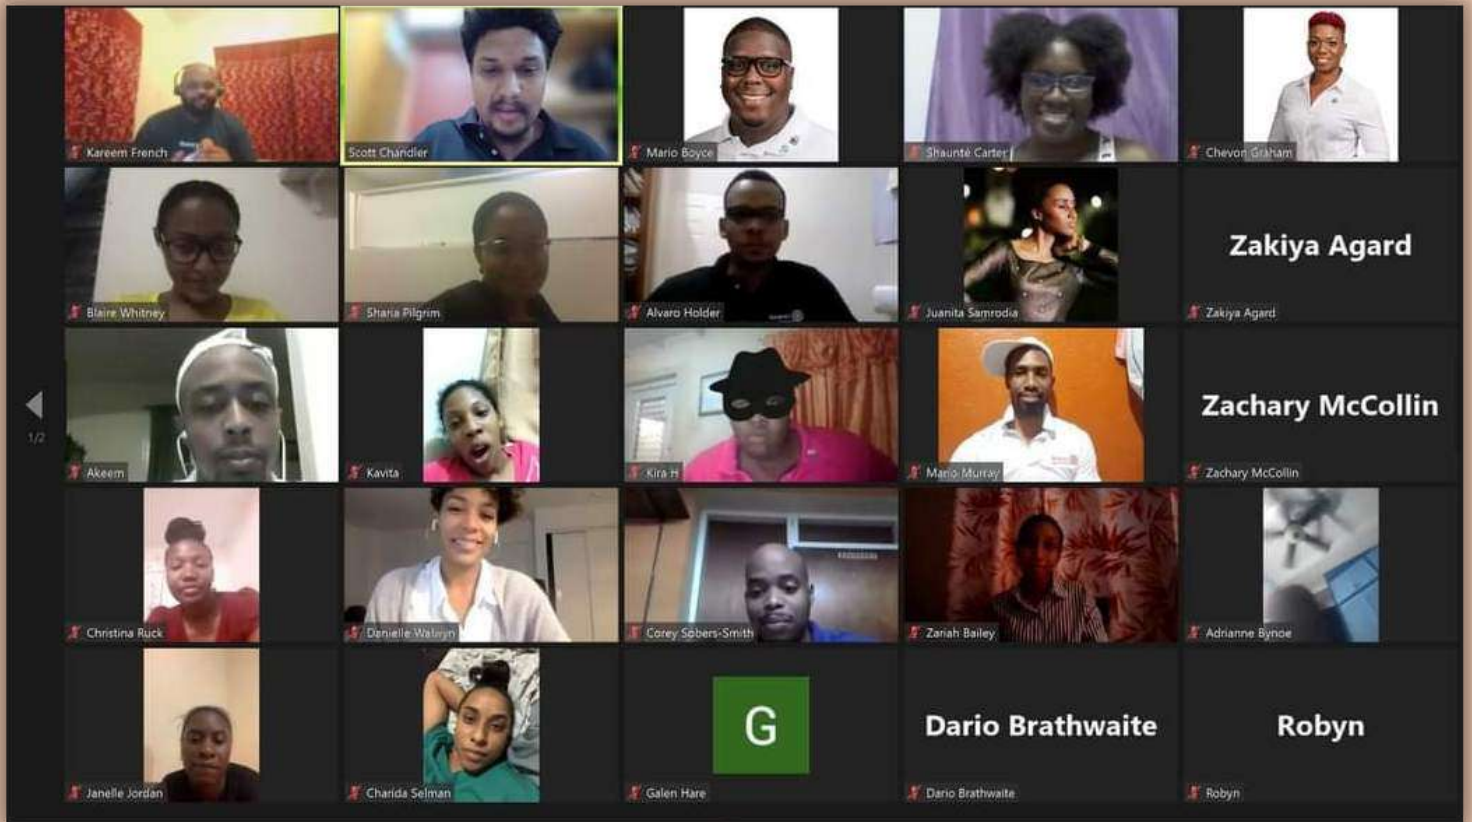 Kareem French
Scott Chandler
Mario Boyce
Shaunté Carter
Chevon Graham
Blaire Whitney
Sharia Pilgrim
Alvaro Holder
Juanita Samrodia
Zakiya Agard
Zakiya Agard
1/2
Akeem
Kavita
Kira H
Mario Murray
Zachary McCollin
Zachary McCollin
Christina Ruck
Danielle Walwyn
Corey Sobers-Smith
Zariah Bailey
Adrianne Bynoe
Janelle Jordan
Charida Selman
G
Galen Hare
Dario Brathwaite
Dario Brathwaite
Robyn
Robyn